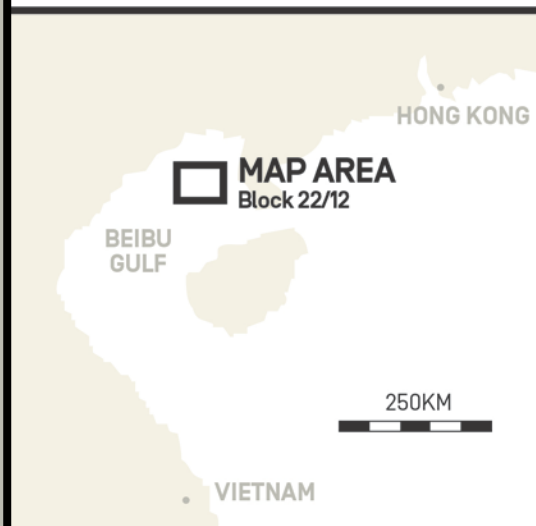 HONG KONG
MAP AREA
Block 22/12
BEIBU
GULF
250KM
VIETNAM